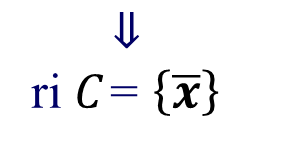 ⇓
ri C = {x̅}